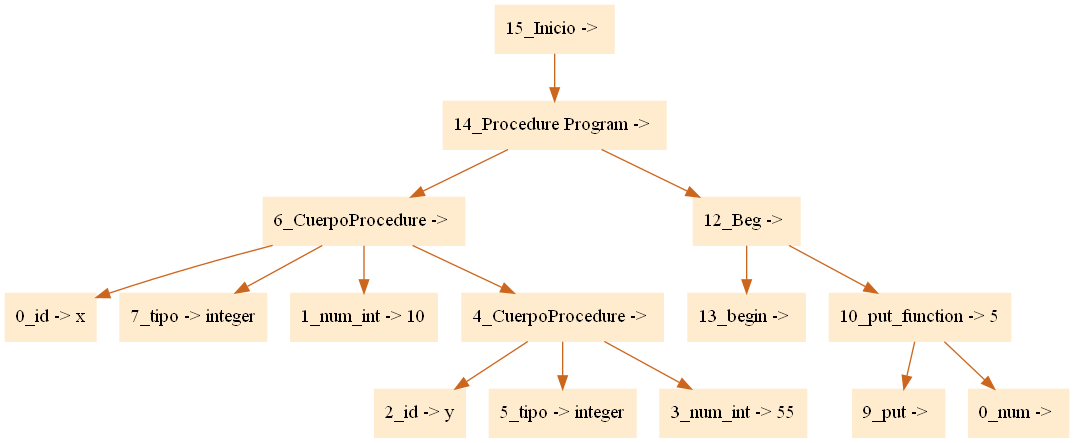 15_Inicio ->
14_Procedure Program ->
6_CuerpoProcedure ->
12_Beg ->
0_id -> x
7_tipo -> integer
1_num_int -> 10
4_CuerpoProcedure ->
13_begin ->
10_put_function -> 5
2_id -> y
5_tipo -> integer
3_num_int -> 55
9_put ->
0_num ->